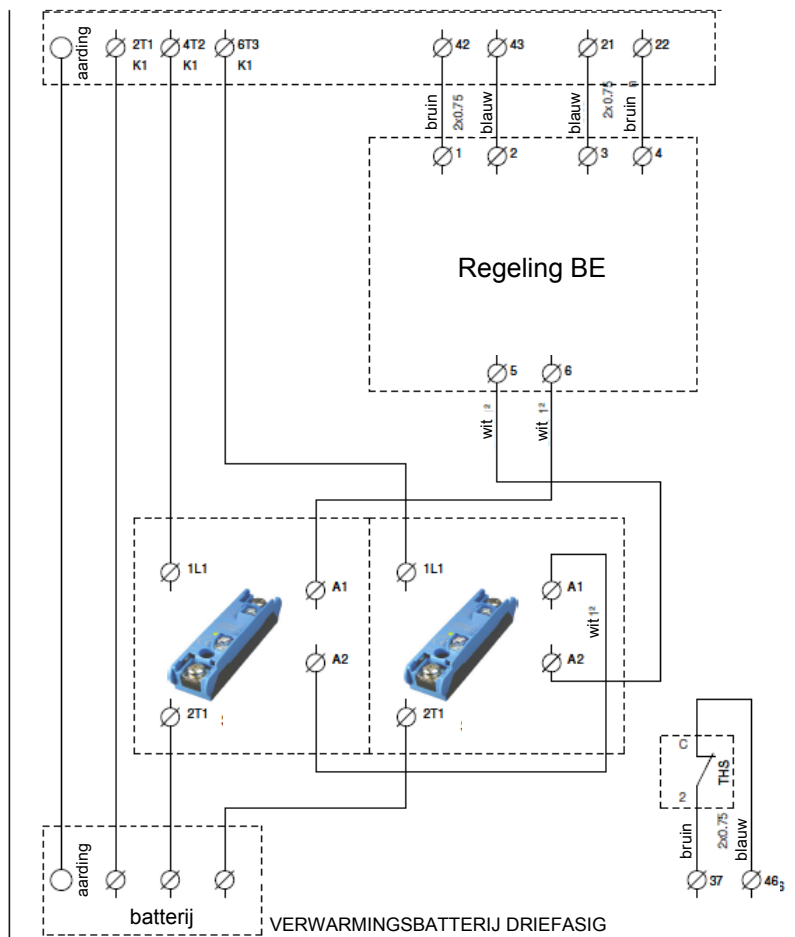 aarding
2T1 4T2 6T3 42 43 21 22
K1 K1 K1
bruin 2x0.75 blauw blauw 2x0.75 bruin
1 2 3 4
Regeling BE
5 6
wit wit 1²
1L1 A1 1L1 A1
wit 1²
A2 A2
2T1 2T1
C
THS
2
bruin 2x0.75 blauw
37 46
aarding
batterij
VERWARMINGSBATTERIJ DRIEFASIG